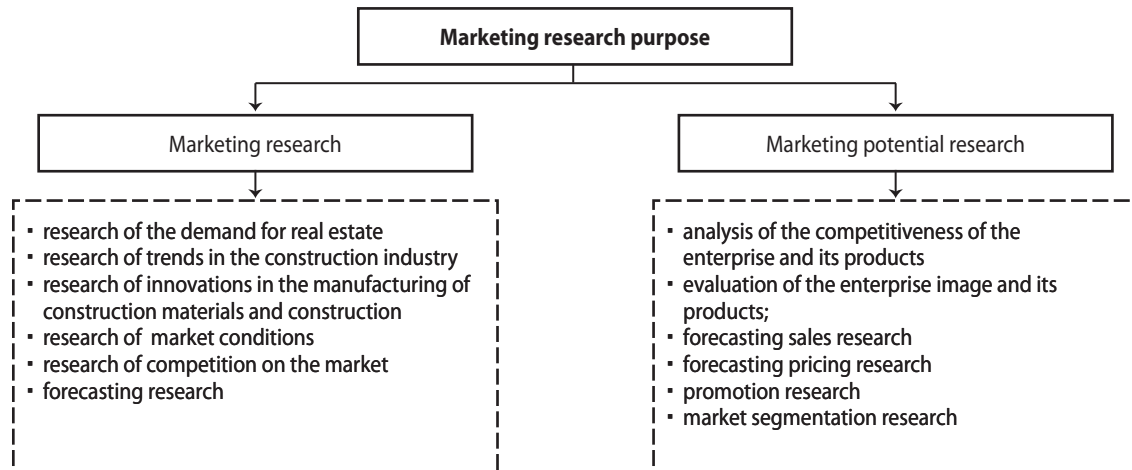 Marketing research purpose
Marketing research
Marketing potential research
▪ research of the demand for real estate
▪ research of trends in the construction industry
▪ research of innovations in the manufacturing of
construction materials and construction
▪ research of market conditions
▪ research of competition on the market
▪ forecasting research
▪ analysis of the competitiveness of the
enterprise and its products
▪ evaluation of the enterprise image and its
products;
▪ forecasting sales research
▪ forecasting pricing research
▪ promotion research
▪ market segmentation research